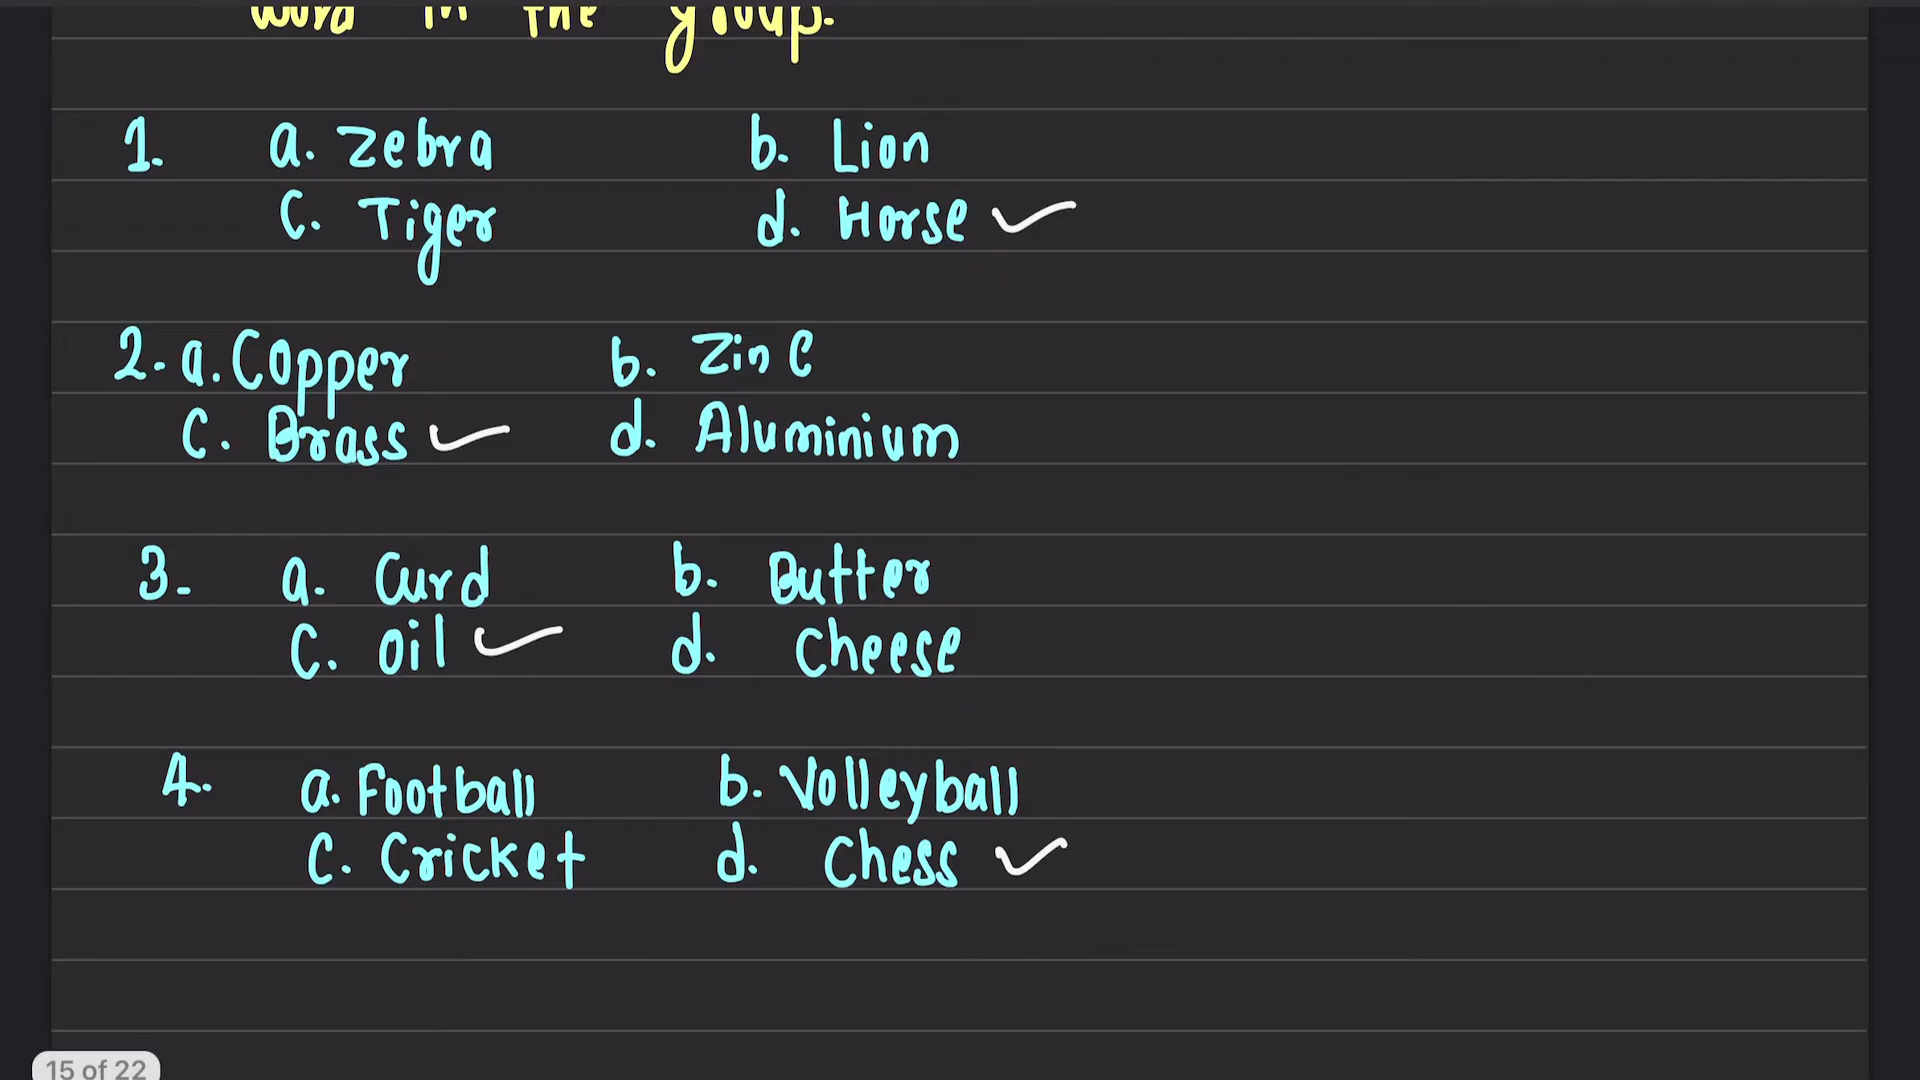 word in the group.
1. a. Zebra b. Lion
c. Tiger d. Horse
2. a. Copper b. Zinc
c. Brass d. Aluminium
3. a. Curd b. Butter
c. oil d. Cheese
4. a. Football b. Volleyball
c. Cricket d. Chess
15 of 22